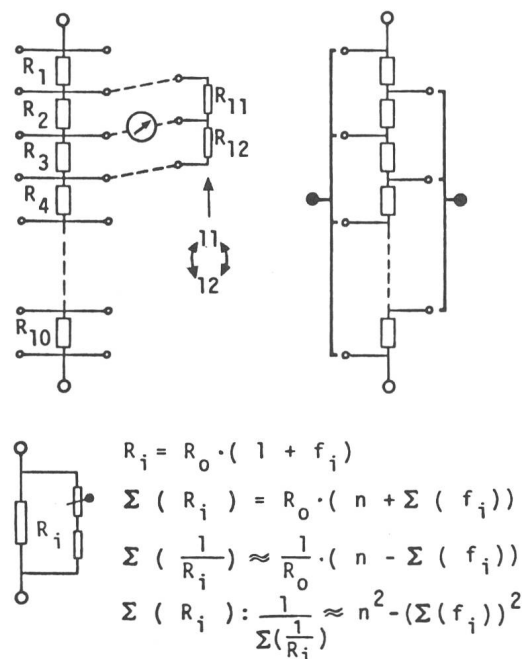 R₁
R₂
R₃
R₄
R₁₀
R₁₁
R₁₂
11
12
Rᵢ
Rᵢ = Rₒ·( 1 + fᵢ)
Σ ( Rᵢ ) = Rₒ·( n + Σ ( fᵢ))
Σ ( 1/Rᵢ ) ≈ 1/Rₒ ·( n - Σ ( fᵢ))
Σ ( Rᵢ ) : 1/Σ(1/Rᵢ) ≈ n² -(Σ(fᵢ))²